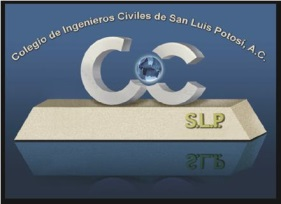 Colegio de Ingenieros Civiles de San Luis Potosí, A.C.
CiC
S.L.P